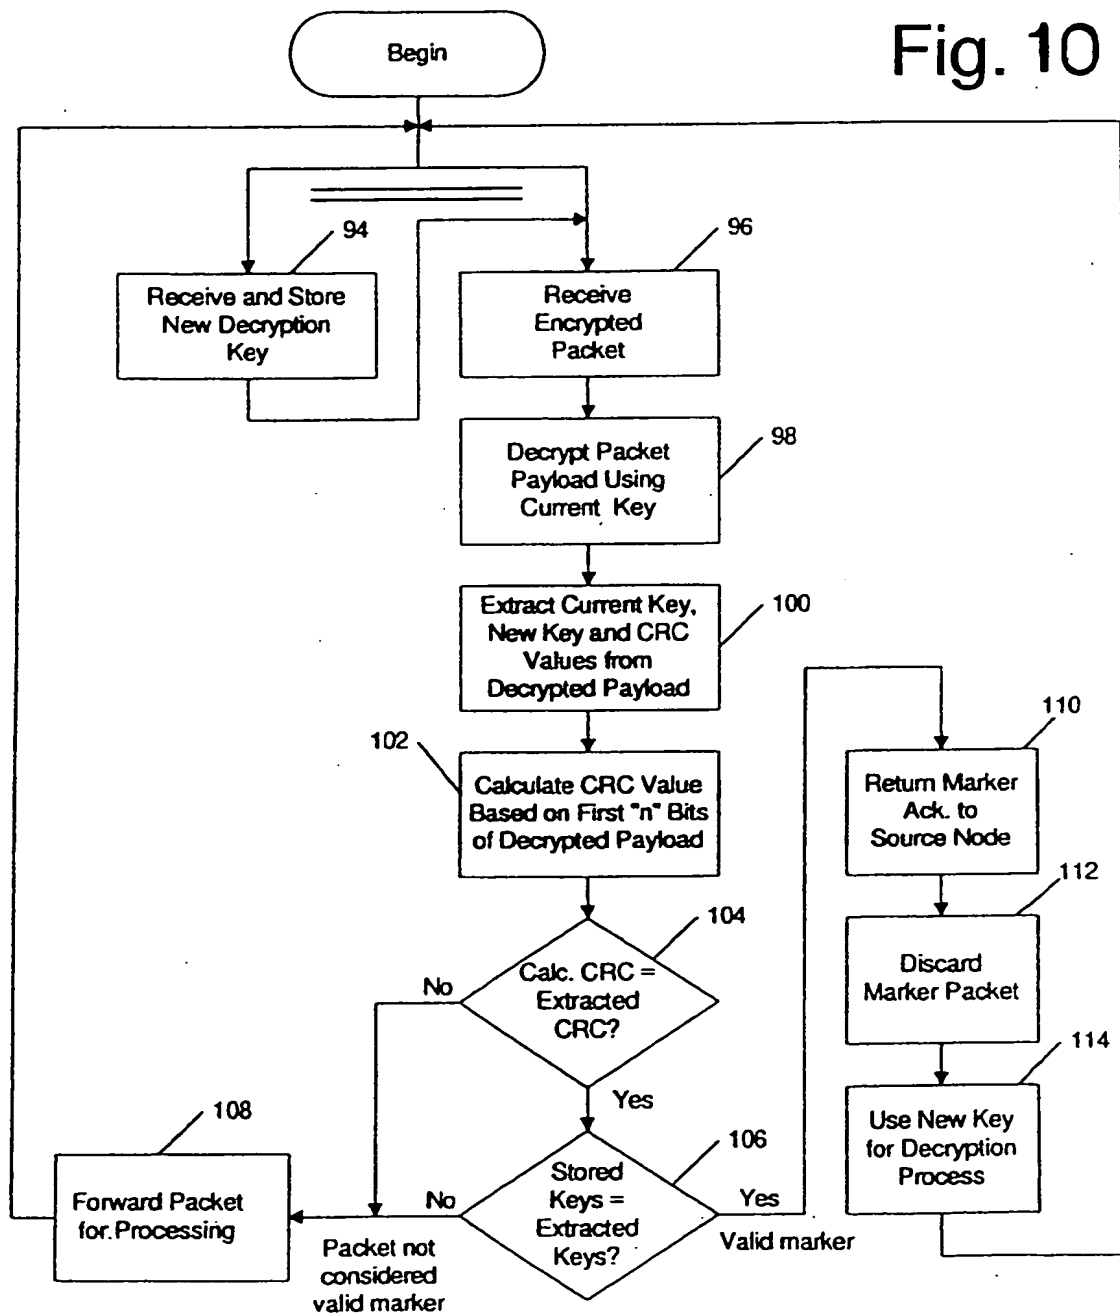 Fig. 10
Begin
94
Receive and Store
New Decryption
Key
96
Receive
Encrypted
Packet
98
Decrypt Packet
Payload Using
Current Key
100
Extract Current Key,
New Key and CRC
Values from
Decrypted Payload
102
Calculate CRC Value
Based on First "n" Bits
of Decrypted Payload
104
Calc. CRC =
Extracted
CRC?
No
Yes
106
Stored
Keys =
Extracted
Keys?
No
Yes
Valid marker
Packet not
considered
valid marker
108
Forward Packet
for Processing
110
Return Marker
Ack. to
Source Node
112
Discard
Marker Packet
114
Use New Key
for Decryption
Process